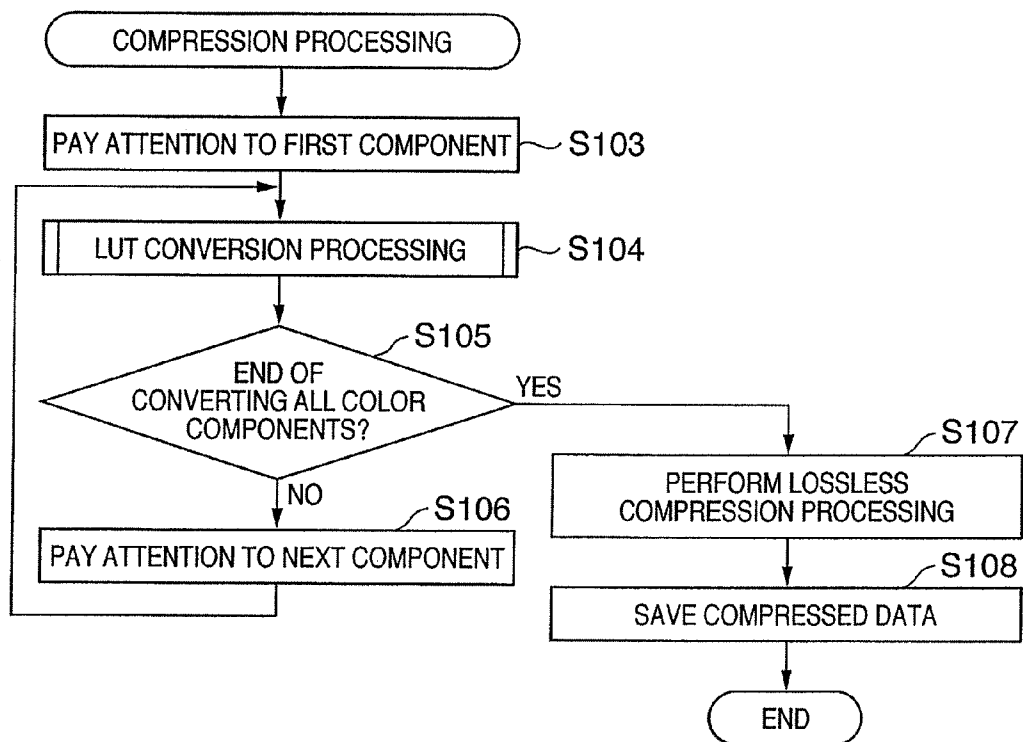 COMPRESSION PROCESSING
PAY ATTENTION TO FIRST COMPONENT
S103
LUT CONVERSION PROCESSING
S104
S105
END OF
CONVERTING ALL COLOR
COMPONENTS?
YES
NO
S106
PAY ATTENTION TO NEXT COMPONENT
S107
PERFORM LOSSLESS
COMPRESSION PROCESSING
S108
SAVE COMPRESSED DATA
END